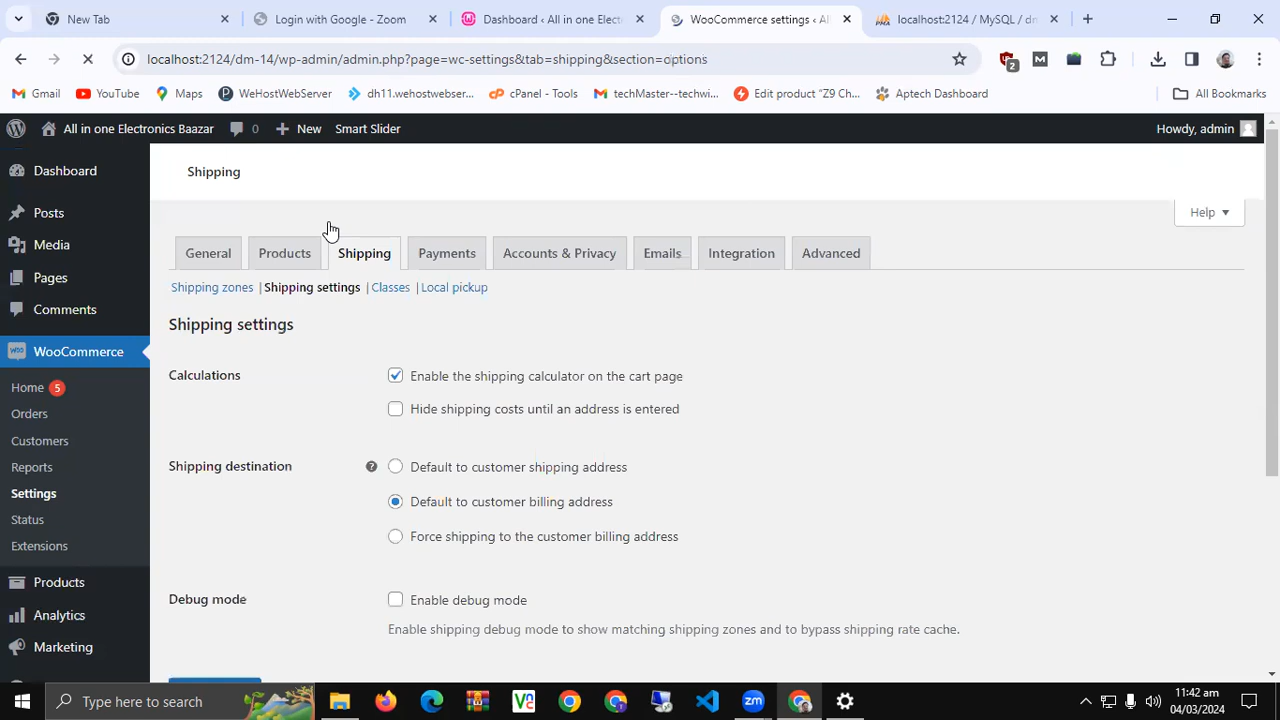 New Tab
Login with Google - Zoom
Dashboard ‹ All in one Elect
WooCommerce settings ‹ Al
localhost:2124 / MySQL / dm
localhost:2124/dm-14/wp-admin/admin.php?page=wc-settings&tab=shipping&section=options
2
Gmail
YouTube
Maps
WeHostWebServer
dh11.wehostwebser...
cPanel - Tools
techMaster--techwi...
Edit product "Z9 Ch...
Aptech Dashboard
All Bookmarks
All in one Electronics Baazar
0
New
Smart Slider
Howdy, admin
Dashboard
Posts
Media
Pages
Comments
WooCommerce
Home 5
Orders
Customers
Reports
Settings
Status
Extensions
Products
Analytics
Marketing
Shipping
Help
General
Products
Shipping
Payments
Accounts & Privacy
Emails
Integration
Advanced
Shipping zones | Shipping settings | Classes | Local pickup
Shipping settings
Calculations
Enable the shipping calculator on the cart page
Hide shipping costs until an address is entered
Shipping destination
Default to customer shipping address
Default to customer billing address
Force shipping to the customer billing address
Debug mode
Enable debug mode
Enable shipping debug mode to show matching shipping zones and to bypass shipping rate cache.
Type here to search
11:42 am
04/03/2024